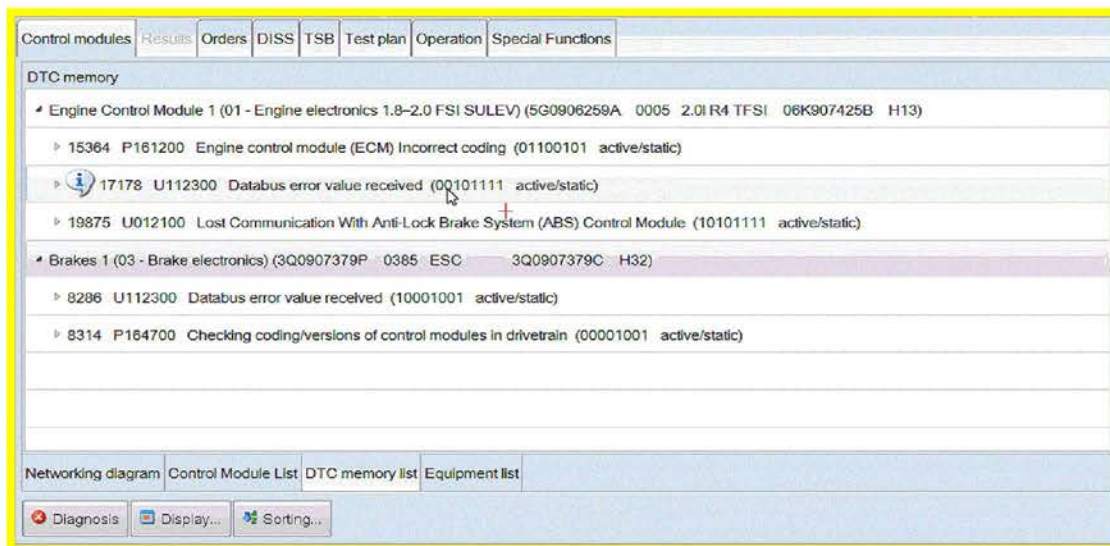 Control modules Results Orders DISS TSB Test plan Operation Special Functions
DTC memory
Engine Control Module 1 (01 - Engine electronics 1.8–2.0 FSI SULEV) (5G0906259A 0005 2.0l R4 TFSI 06K907425B H13)
15364 P161200 Engine control module (ECM) Incorrect coding (01100101 active/static)
17178 U112300 Databus error value received (00101111 active/static)
19875 U012100 Lost Communication With Anti-Lock Brake System (ABS) Control Module (10101111 active/static)
Brakes 1 (03 - Brake electronics) (3Q0907379P 0385 ESC 3Q0907379C H32)
8286 U112300 Databus error value received (10001001 active/static)
8314 P164700 Checking coding/versions of control modules in drivetrain (00001001 active/static)
Networking diagram Control Module List DTC memory list Equipment list
Diagnosis Display... Sorting...